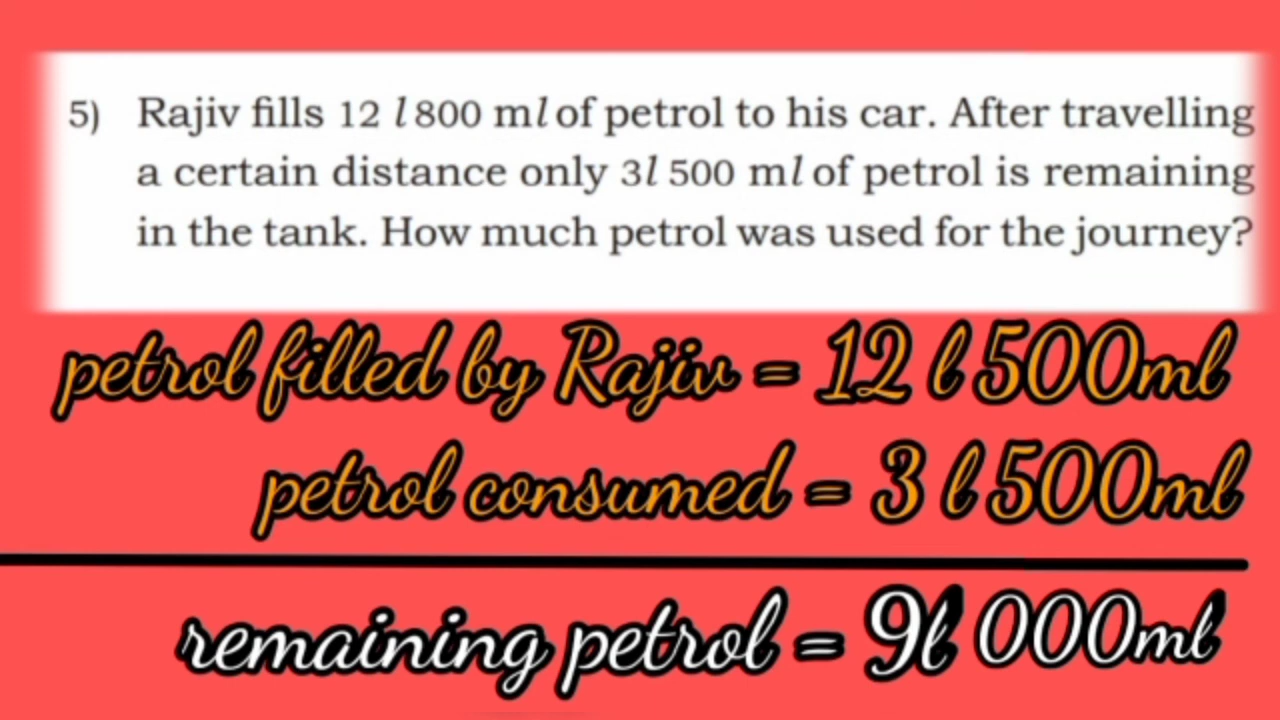 5) Rajiv fills 12 l 800 ml of petrol to his car. After travelling
a certain distance only 3l 500 ml of petrol is remaining
in the tank. How much petrol was used for the journey?
petrol filled by Rajiv = 12 l 500ml
petrol consumed = 3 l 500ml
remaining petrol = 9l 000ml